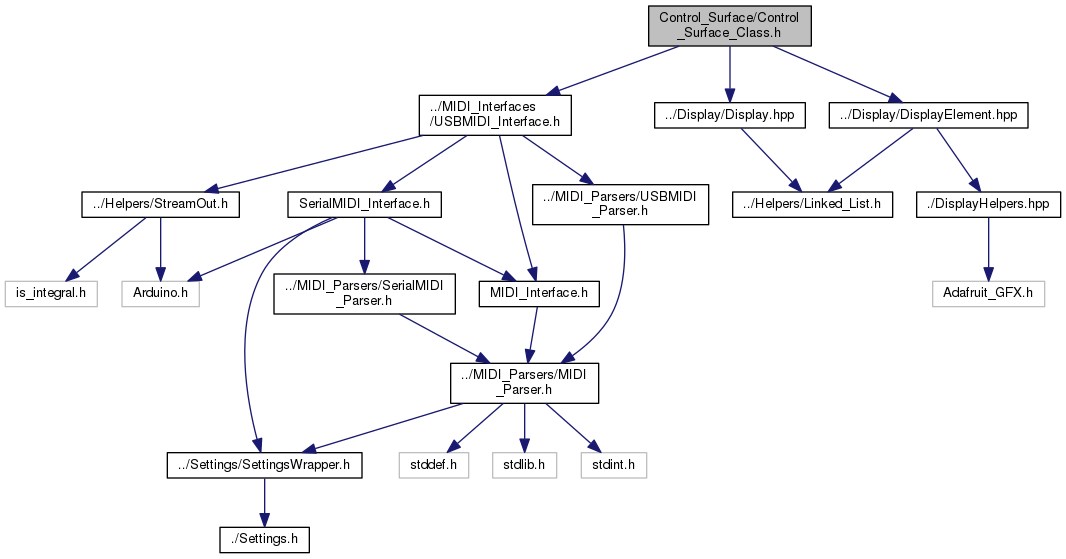 Control_Surface/Control
_Surface_Class.h
../MIDI_Interfaces
/USBMIDI_Interface.h
../Display/Display.hpp
../Display/DisplayElement.hpp
../Helpers/StreamOut.h
SerialMIDI_Interface.h
../MIDI_Parsers/USBMIDI
_Parser.h
../Helpers/Linked_List.h
./DisplayHelpers.hpp
is_integral.h
Arduino.h
../MIDI_Parsers/SerialMIDI
_Parser.h
MIDI_Interface.h
Adafruit_GFX.h
../MIDI_Parsers/MIDI
_Parser.h
../Settings/SettingsWrapper.h
stddef.h
stdlib.h
stdint.h
./Settings.h